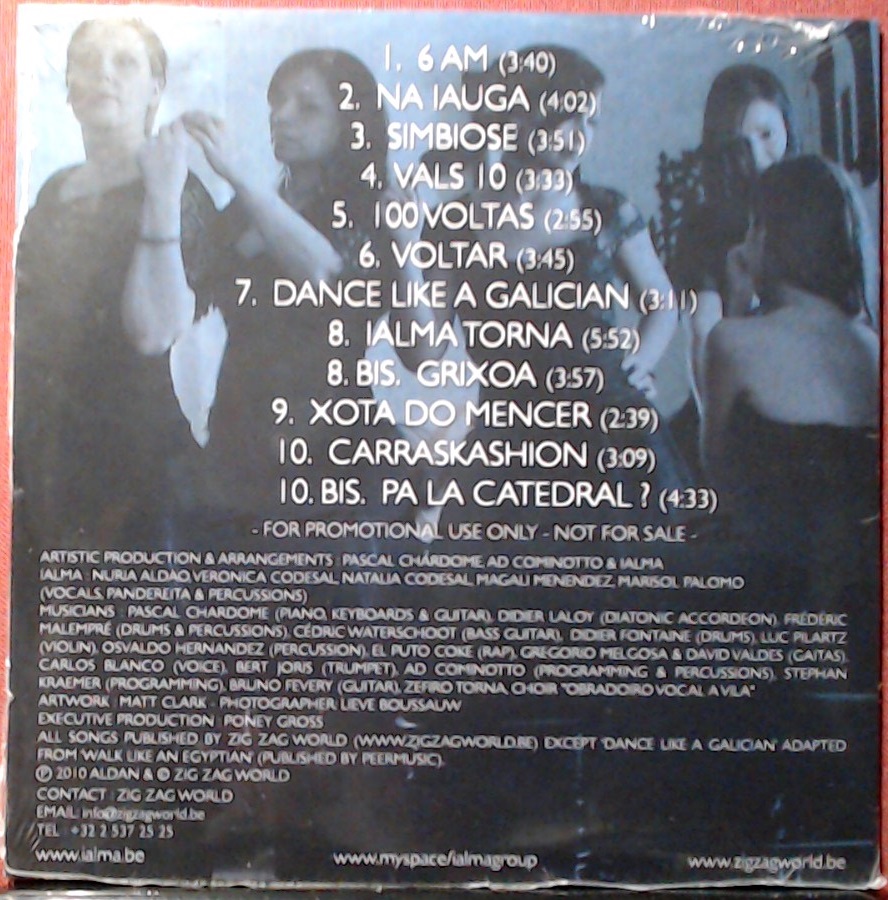 1. 6 AM (3:40)
2. NA IAUGA (4:02)
3. SIMBIOSE (3:51)
4. VALS 10 (3:33)
5. 100 VOLTAS (2:55)
6. VOLTAR (3:45)
7. DANCE LIKE A GALICIAN (3:11)
8. IALMA TORNA (5:52)
8. BIS. GRIXOA (3:57)
9. XOTA DO MENCER (2:39)
10. CARRASKASHION (3:09)
10. BIS. PA LA CATEDRAL ? (4:33)
- FOR PROMOTIONAL USE ONLY - NOT FOR SALE -
ARTISTIC PRODUCTION & ARRANGEMENTS : PASCAL CHARDOME, AD COMINOTTO & IALMA
IALMA : NURIA ALDAO, VERONICA CODESAL, NATALIA CODESAL, MAGALI MENENDEZ, MARISOL PALOMO
(VOCALS, PANDEREITA & PERCUSSIONS)
MUSICIANS : PASCAL CHARDOME (PIANO, KEYBOARDS & GUITAR), DIDIER LALOY (DIATONIC ACCORDEON), FRÉDÉRIC
MALEMPRÉ (DRUMS & PERCUSSIONS), CÉDRIC WATERSCHOOT (BASS GUITAR), DIDIER FONTAINE (DRUMS), LUC PILARTZ
(VIOLIN), OSVALDO HERNANDEZ (PERCUSSION), EL PUTO COKE (RAP), GREGORIO MELGOSA & DAVID VALDES (GAITAS),
CARLOS BLANCO (VOICE), BERT JORIS (TRUMPET), AD COMINOTTO (PROGRAMMING & PERCUSSIONS), STEPHAN
KRAEMER (PROGRAMMING), BRUNO FEVERY (GUITAR), ZEFIRO TORNA, CHOIR "OBRADOIRO VOCAL A VILA"
ARTWORK : MATT CLARK - PHOTOGRAPHER: LIEVE BOUSSAUW
EXECUTIVE PRODUCTION : PONEY GROSS
ALL SONGS PUBLISHED BY ZIG ZAG WORLD (WWW.ZIGZAGWORLD.BE) EXCEPT 'DANCE LIKE A GALICIAN' ADAPTED
FROM 'WALK LIKE AN EGYPTIAN' (PUBLISHED BY PEERMUSIC).
℗ 2010 ALDAN & © ZIG ZAG WORLD
CONTACT : ZIG ZAG WORLD
EMAIL: info@zigzagworld.be
TEL : +32 2 537 25 25
www.ialma.be www.myspace/ialmagroup www.zigzagworld.be